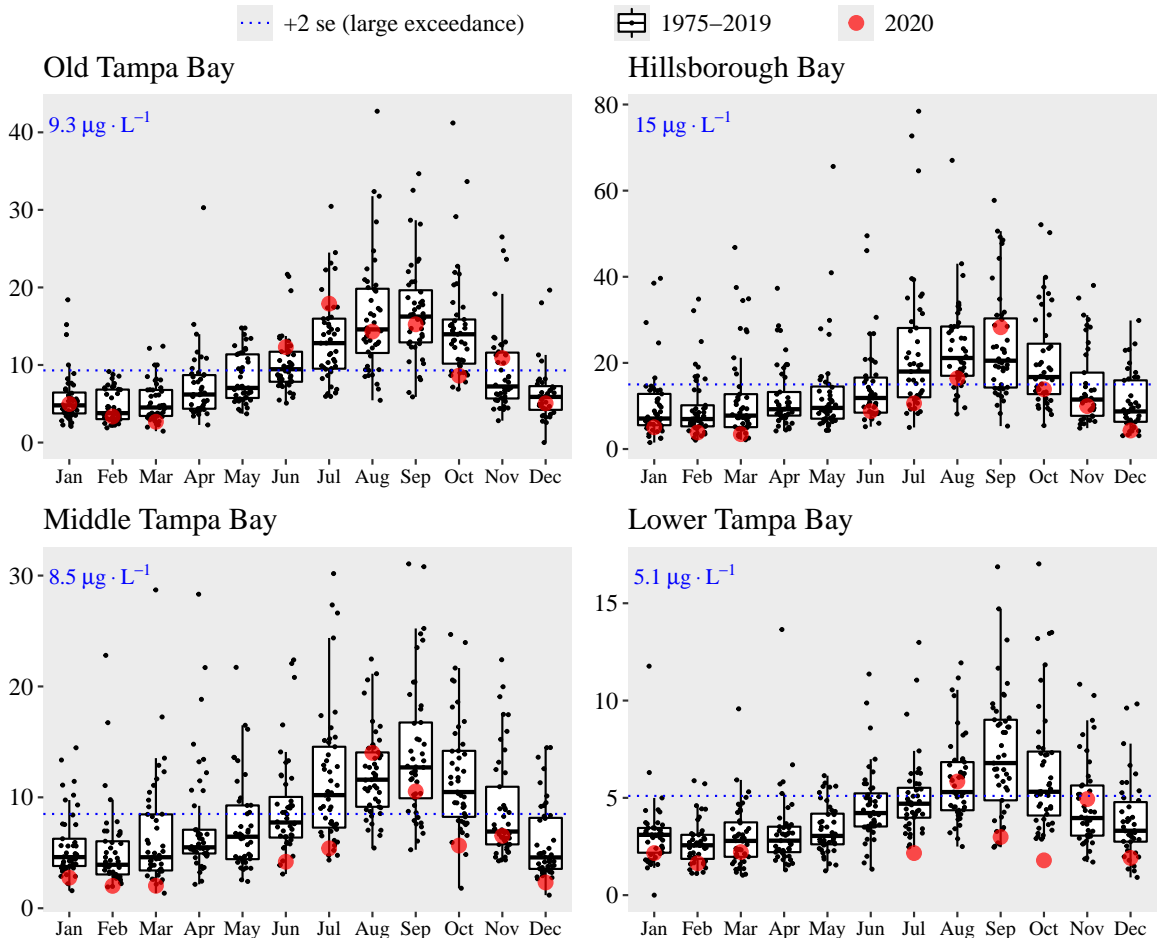 +2 se (large exceedance) 1975–2019 2020
Old Tampa Bay
9.3 μg · L⁻¹
40
30
20
10
0
Jan Feb Mar Apr May Jun Jul Aug Sep Oct Nov Dec
Hillsborough Bay
15 μg · L⁻¹
80
60
40
20
0
Jan Feb Mar Apr May Jun Jul Aug Sep Oct Nov Dec
Middle Tampa Bay
8.5 μg · L⁻¹
30
20
10
0
Jan Feb Mar Apr May Jun Jul Aug Sep Oct Nov Dec
Lower Tampa Bay
5.1 μg · L⁻¹
15
10
5
0
Jan Feb Mar Apr May Jun Jul Aug Sep Oct Nov Dec